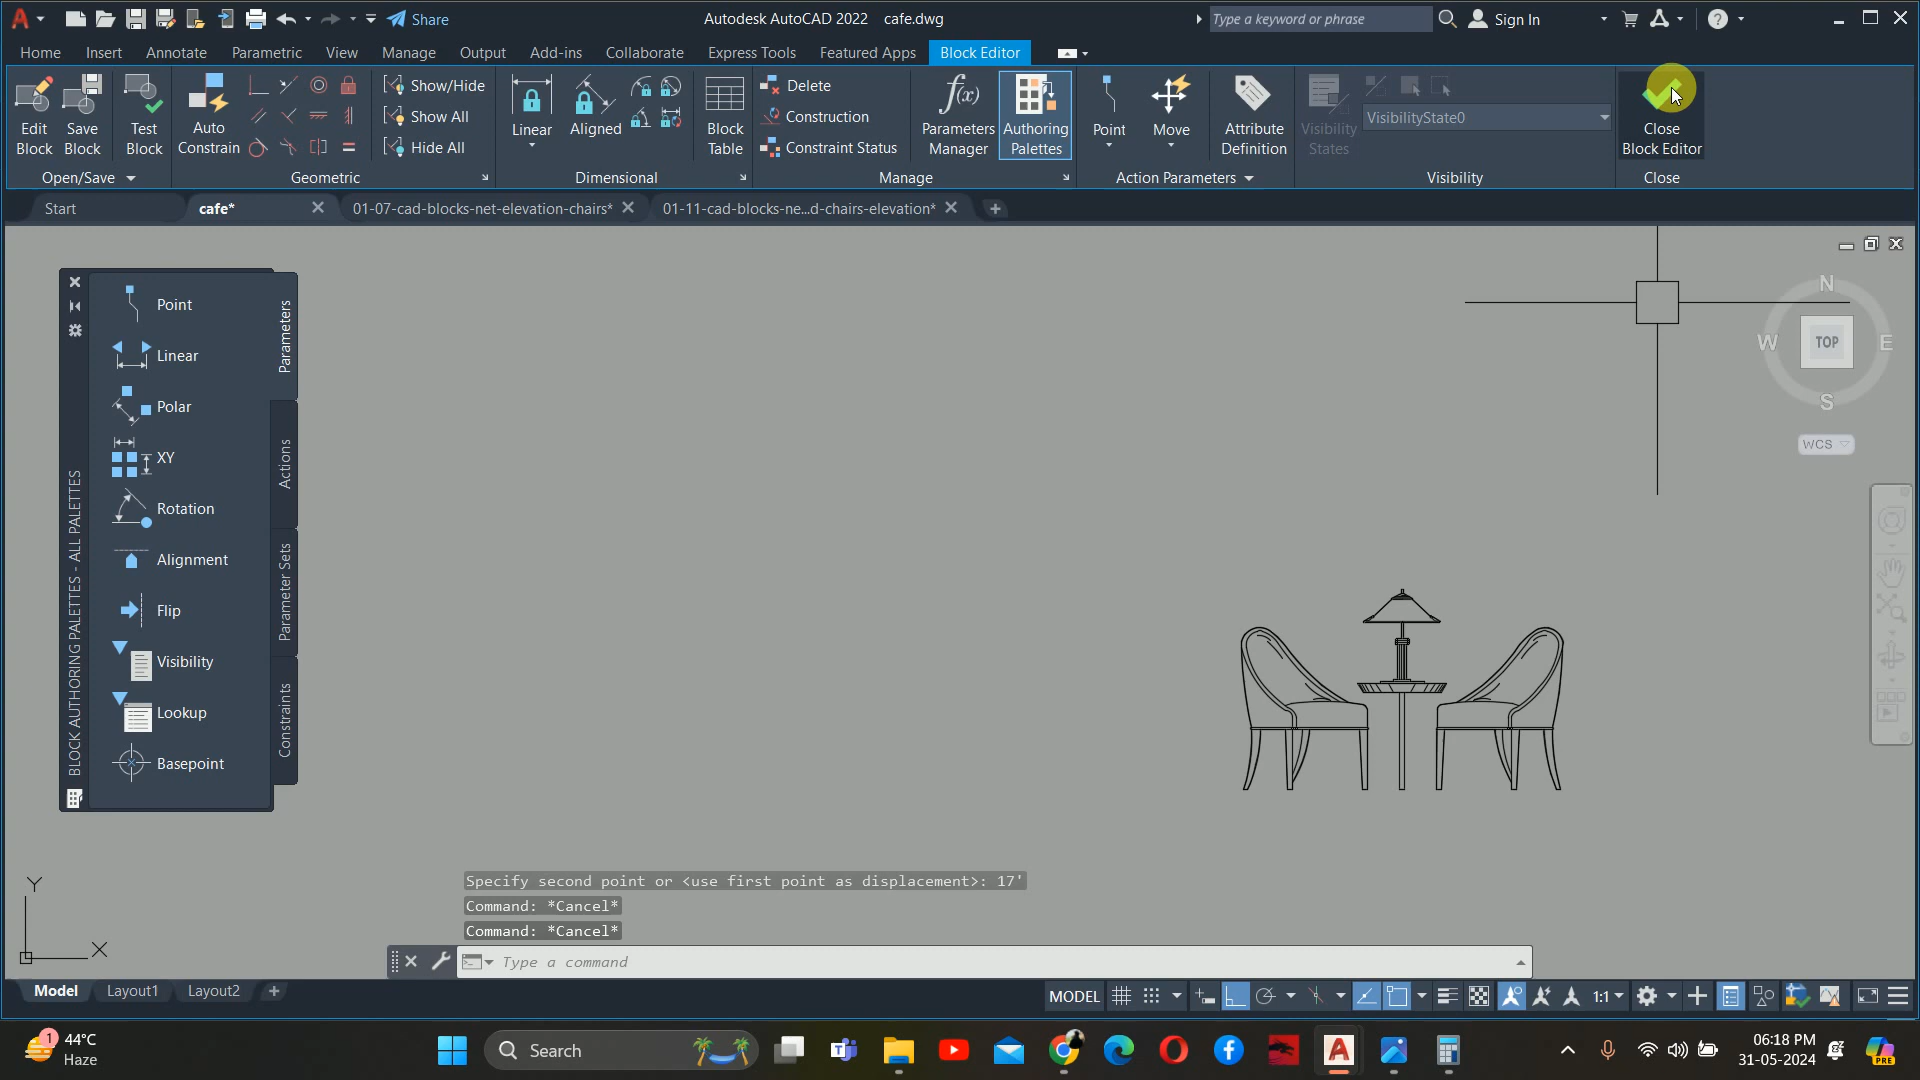 Share
Autodesk AutoCAD 2022 cafe.dwg
Type a keyword or phrase
Sign In
Home Insert Annotate Parametric View Manage Output Add-ins Collaborate Express Tools Featured Apps Block Editor
Edit Block
Save Block
Test Block
Open/Save
Auto Constrain
Show/Hide
Show All
Hide All
Geometric
Linear
Aligned
Dimensional
Block Table
Delete
Construction
Constraint Status
Parameters Manager
Authoring Palettes
Manage
Point
Move
Attribute Definition
Action Parameters
Visibility States
VisibilityState0
Visibility
Close Block Editor
Close
Start
cafe*
01-07-cad-blocks-net-elevation-chairs*
01-11-cad-blocks-ne...d-chairs-elevation*
BLOCK AUTHORING PALETTES - ALL PALETTES
Point
Linear
Polar
XY
Rotation
Alignment
Flip
Visibility
Lookup
Basepoint
Parameters
Actions
Parameter Sets
Constraints
N
W
TOP
E
S
WCS
Y
X
Specify second point or <use first point as displacement>: 17'
Command: *Cancel*
Command: *Cancel*
Type a command
Model
Layout1
Layout2
MODEL
1:1
1
44°C
Haze
Search
06:18 PM
31-05-2024
PRE